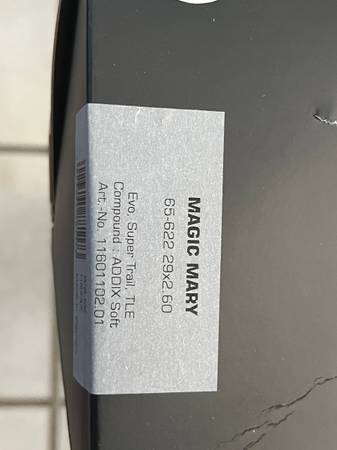 MAGIC MARY
65-622 29x2.60
Evo, Super Trail, TLE
Compound : ADDIX Soft
Art.-No. 11601102.01